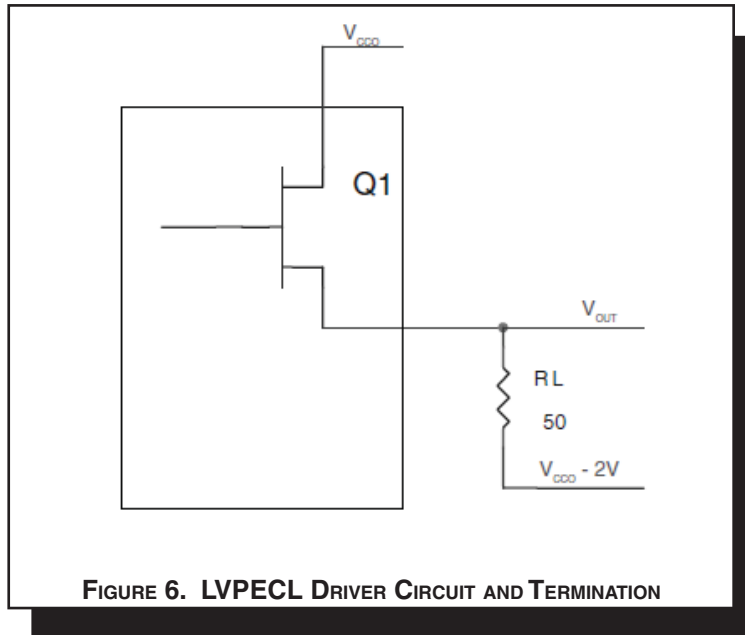 V_CCO
Q1
V_OUT
RL
50
V_CCO - 2V
FIGURE 6. LVPECL DRIVER CIRCUIT AND TERMINATION